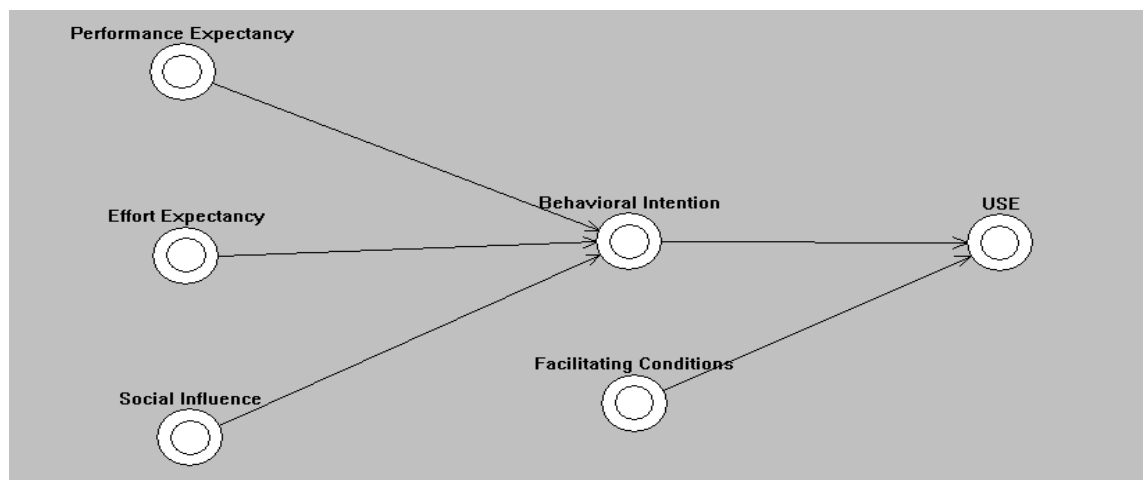 Performance Expectancy
Effort Expectancy
Behavioral Intention
USE
Social Influence
Facilitating Conditions